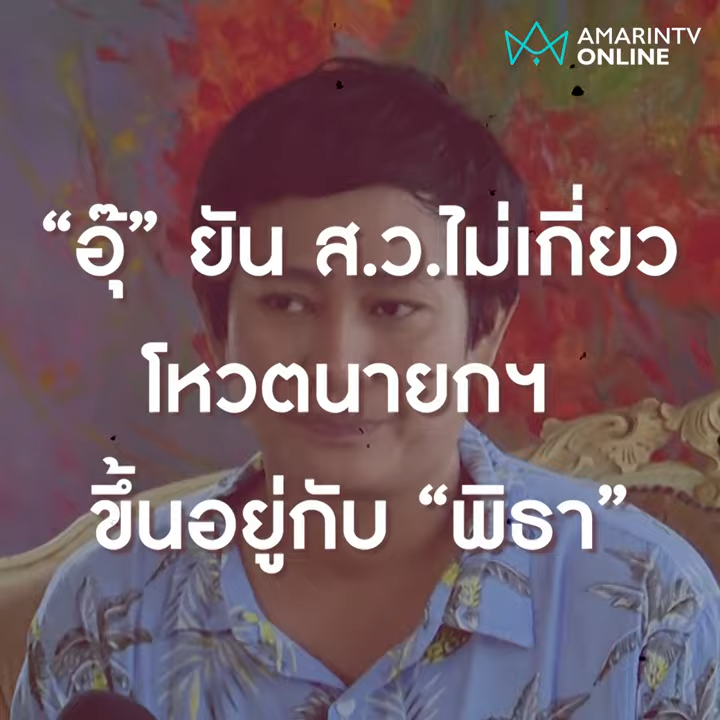 AMARINTV
ONLINE
“อุ๊” ยัน ส.ว.ไม่เกี่ยว
โหวตนายกฯ
ขึ้นอยู่กับ “พิธา”